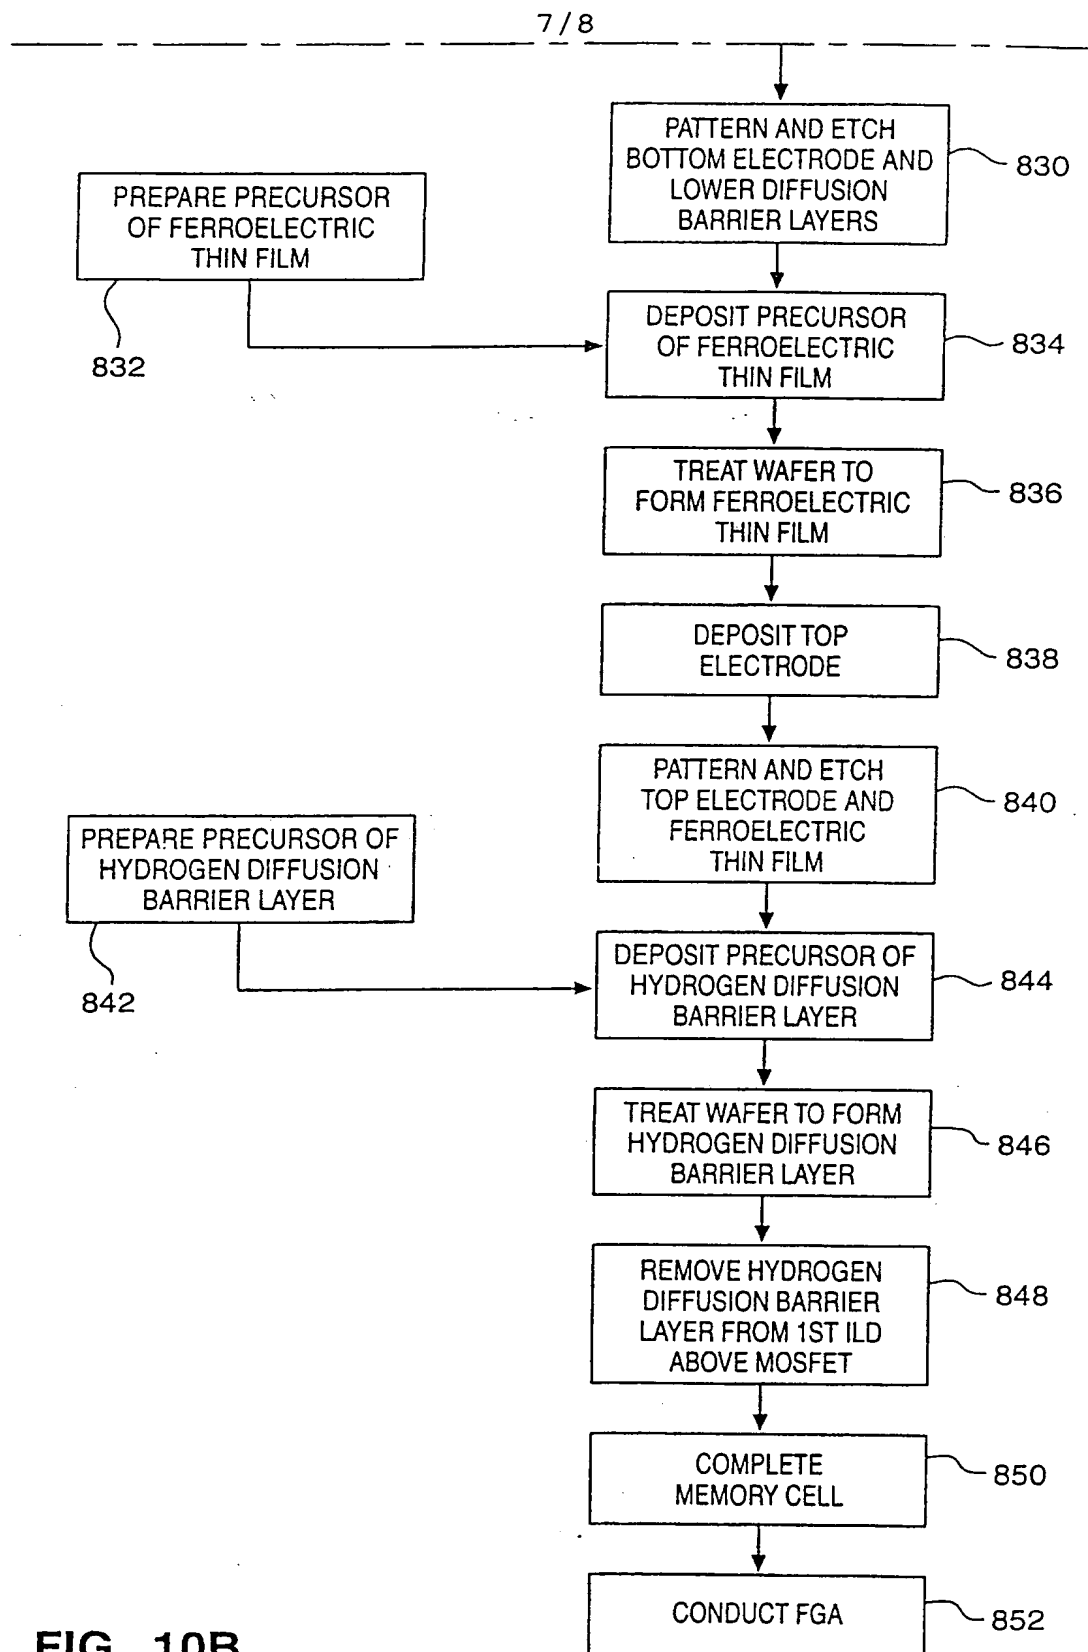 7/8
PATTERN AND ETCH
BOTTOM ELECTRODE AND
LOWER DIFFUSION
BARRIER LAYERS
830
PREPARE PRECURSOR
OF FERROELECTRIC
THIN FILM
832
DEPOSIT PRECURSOR
OF FERROELECTRIC
THIN FILM
834
TREAT WAFER TO
FORM FERROELECTRIC
THIN FILM
836
DEPOSIT TOP
ELECTRODE
838
PATTERN AND ETCH
TOP ELECTRODE AND
FERROELECTRIC
THIN FILM
840
PREPARE PRECURSOR OF
HYDROGEN DIFFUSION
BARRIER LAYER
842
DEPOSIT PRECURSOR OF
HYDROGEN DIFFUSION
BARRIER LAYER
844
TREAT WAFER TO FORM
HYDROGEN DIFFUSION
BARRIER LAYER
846
REMOVE HYDROGEN
DIFFUSION BARRIER
LAYER FROM 1ST ILD
ABOVE MOSFET
848
COMPLETE
MEMORY CELL
850
CONDUCT FGA
852
FIG. 10B